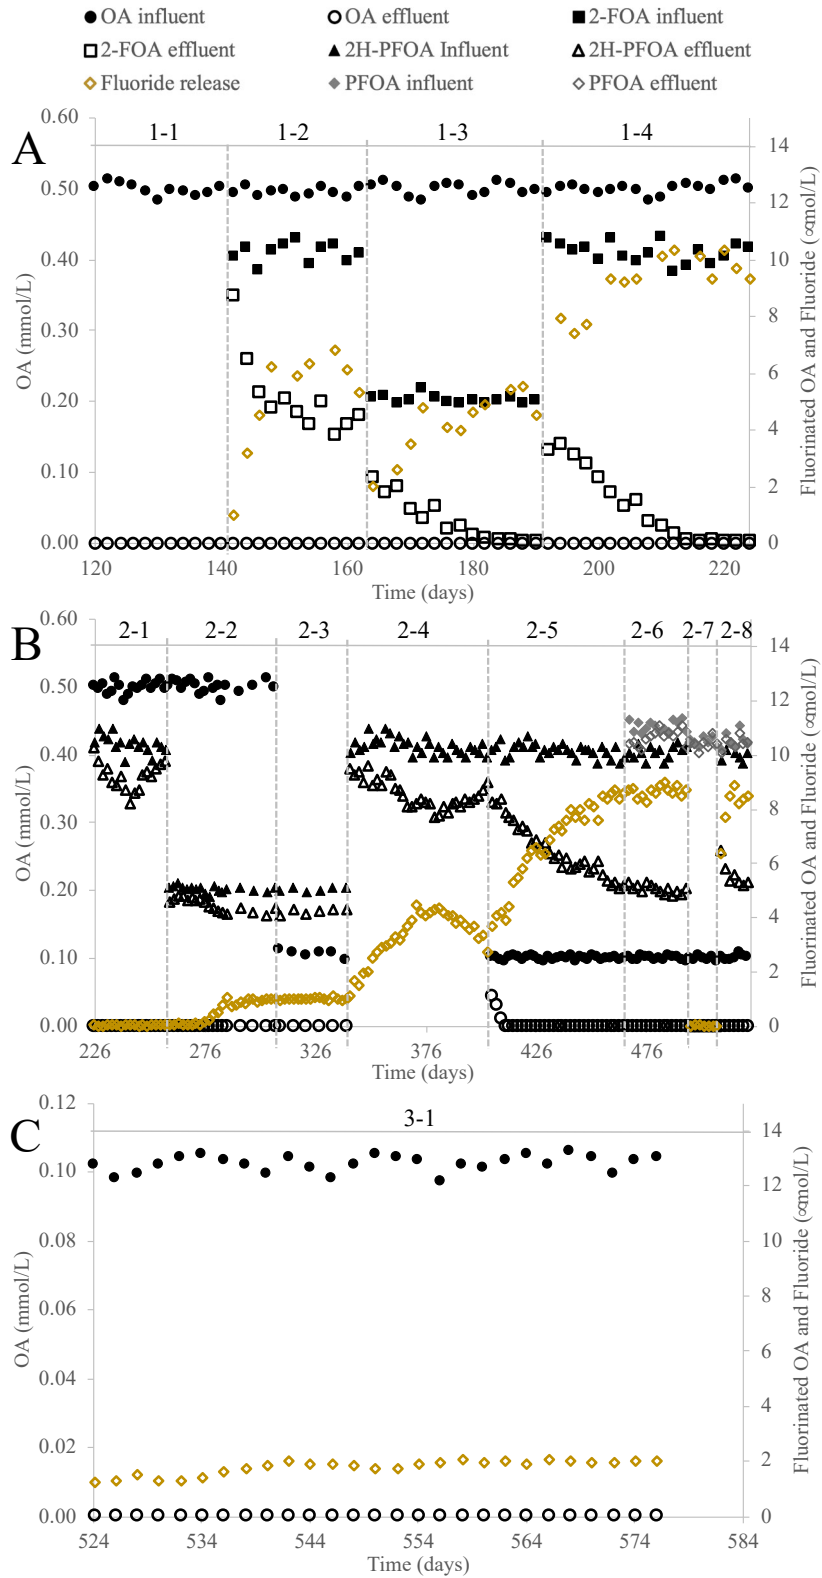 OA influent OA effluent 2-FOA influent
2-FOA effluent 2H-PFOA Influent 2H-PFOA effluent
Fluoride release PFOA influent PFOA effluent
A
1-1 1-2 1-3 1-4
OA (mmol/L)
0.60
0.50
0.40
0.30
0.20
0.10
0.00
14
12
10
8
6
4
2
0
Fluorinated OA and Fluoride (∝mol/L)
120 140 160 180 200 220
Time (days)
B
2-1 2-2 2-3 2-4 2-5 2-6 2-7 2-8
OA (mmol/L)
0.60
0.50
0.40
0.30
0.20
0.10
0.00
14
12
10
8
6
4
2
0
Fluorinated OA and Fluoride (∝mol/L)
226 276 326 376 426 476
Time (days)
C
3-1
OA (mmol/L)
0.12
0.10
0.08
0.06
0.04
0.02
0.00
14
12
10
8
6
4
2
0
Fluorinated OA and Fluoride (∝mol/L)
524 534 544 554 564 574 584
Time (days)